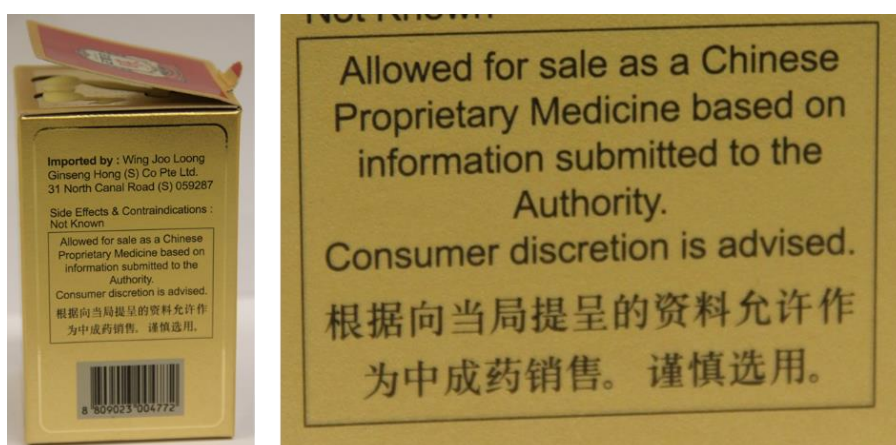 Imported by : Wing Joo Loong
Ginseng Hong (S) Co Pte Ltd.
31 North Canal Road (S) 059287
Side Effects & Contraindications :
Not Known
Allowed for sale as a Chinese
Proprietary Medicine based on
information submitted to the
Authority.
Consumer discretion is advised.
根据向当局提呈的资料允许作
为中成药销售。谨慎选用。
8 809023 004772
Not Known
Allowed for sale as a Chinese
Proprietary Medicine based on
information submitted to the
Authority.
Consumer discretion is advised.
根据向当局提呈的资料允许作
为中成药销售。谨慎选用。